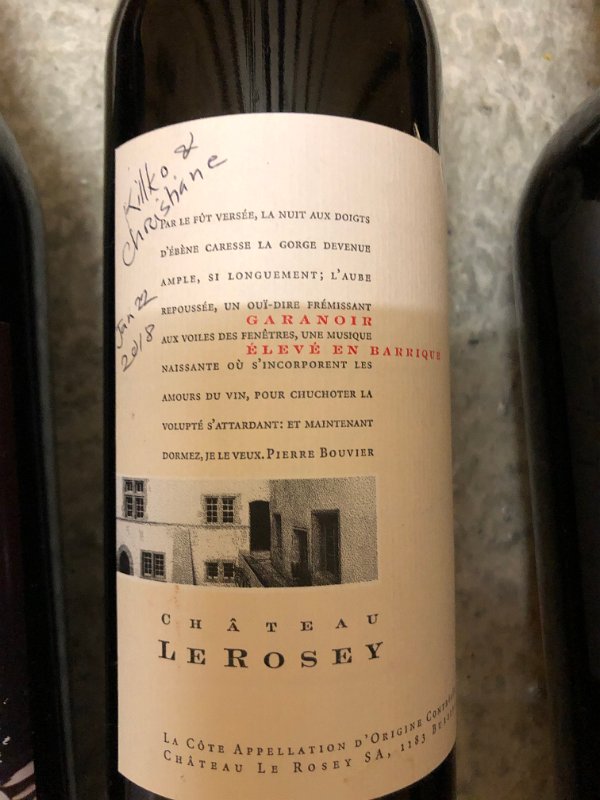 Killko &
Christiane
Jan 22
2018
PAR LE FÛT VERSÉE, LA NUIT AUX DOIGTS
D'ÉBÈNE CARESSE LA GORGE DEVENUE
AMPLE, SI LONGUEMENT; L'AUBE
REPOUSSÉE, UN OUÏ-DIRE FRÉMISSANT
GARANOIR
AUX VOILES DES FENÊTRES, UNE MUSIQUE
ÉLEVÉ EN BARRIQUE
NAISSANTE OÙ S'INCORPORENT LES
AMOURS DU VIN, POUR CHUCHOTER LA
VOLUPTÉ S'ATTARDANT: ET MAINTENANT
DORMEZ, JE LE VEUX. PIERRE BOUVIER
CHÂTEAU
LE ROSEY
LA CÔTE APPELLATION D'ORIGINE
CHÂTEAU LE ROSEY SA, 1183